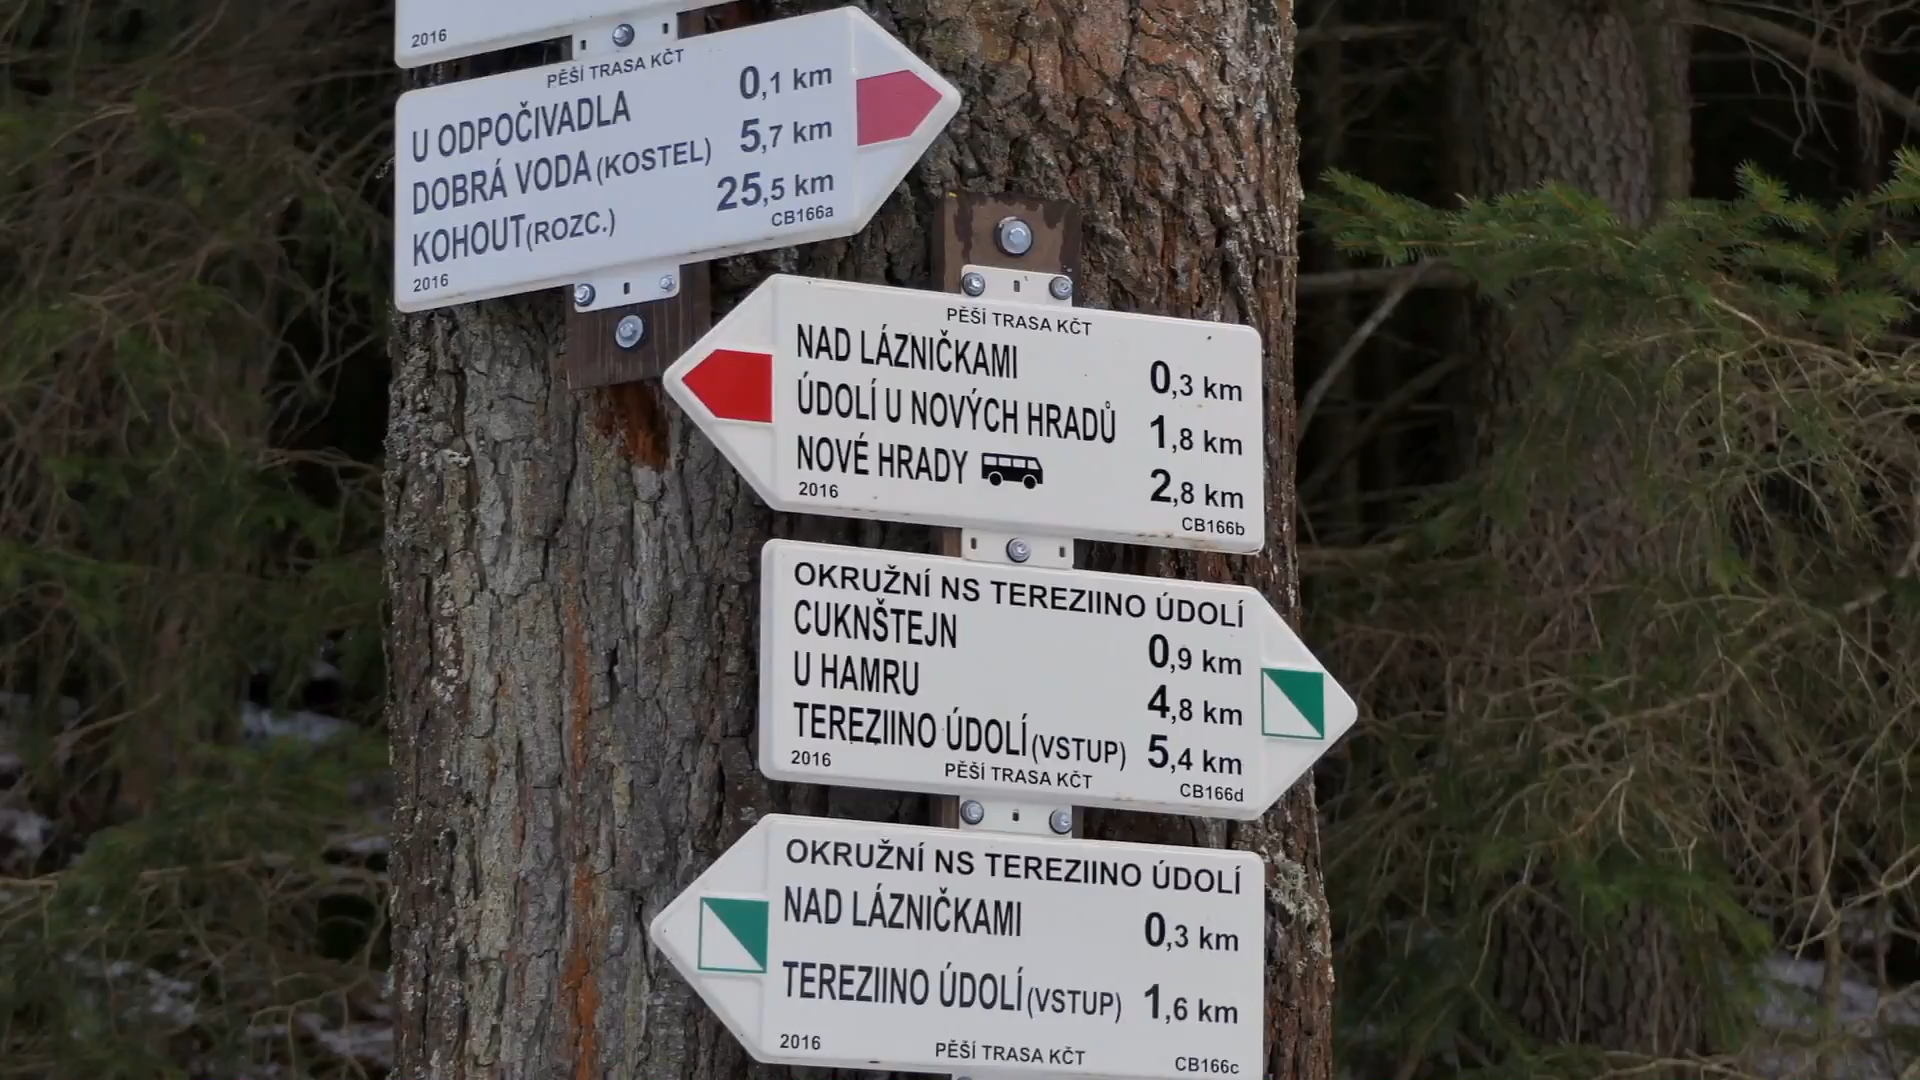 2016
PĚŠÍ TRASA KČT
U ODPOČIVADLA 0,1 km
DOBRÁ VODA (KOSTEL) 5,7 km
KOHOUT (ROZC.) 25,5 km
CB166a
2016
PĚŠÍ TRASA KČT
NAD LÁZNIČKAMI 0,3 km
ÚDOLÍ U NOVÝCH HRADŮ 1,8 km
NOVÉ HRADY 2,8 km
2016 CB166b
OKRUŽNÍ NS TEREZIINO ÚDOLÍ
CUKNŠTEJN 0,9 km
U HAMRU 4,8 km
TEREZIINO ÚDOLÍ (VSTUP) 5,4 km
2016 PĚŠÍ TRASA KČT CB166d
OKRUŽNÍ NS TEREZIINO ÚDOLÍ
NAD LÁZNIČKAMI 0,3 km
TEREZIINO ÚDOLÍ (VSTUP) 1,6 km
2016 PĚŠÍ TRASA KČT CB166c